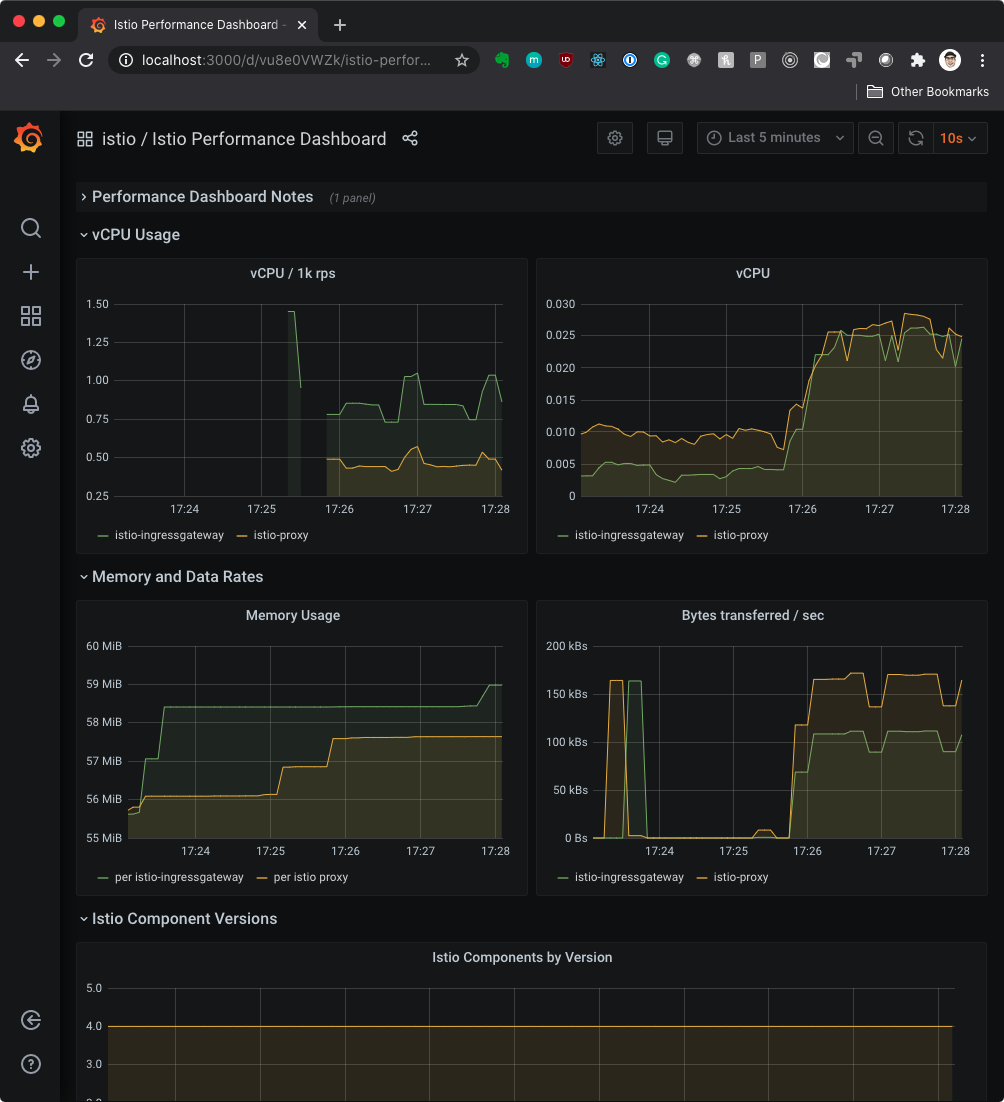 Istio Performance Dashboard -
localhost:3000/d/vu8e0VWZk/istio-perfor...
Other Bookmarks
istio / Istio Performance Dashboard
Last 5 minutes
10s
Performance Dashboard Notes (1 panel)
vCPU Usage
vCPU / 1k rps
1.50
1.25
1.00
0.75
0.50
0.25
17:24 17:25 17:26 17:27 17:28
istio-ingressgateway istio-proxy
vCPU
0.030
0.025
0.020
0.015
0.010
0.005
0
17:24 17:25 17:26 17:27 17:28
istio-ingressgateway istio-proxy
Memory and Data Rates
Memory Usage
60 MiB
59 MiB
58 MiB
57 MiB
56 MiB
55 MiB
17:24 17:25 17:26 17:27 17:28
per istio-ingressgateway per istio proxy
Bytes transferred / sec
200 kBs
150 kBs
100 kBs
50 kBs
0 Bs
17:24 17:25 17:26 17:27 17:28
istio-ingressgateway istio-proxy
Istio Component Versions
Istio Components by Version
5.0
4.0
3.0